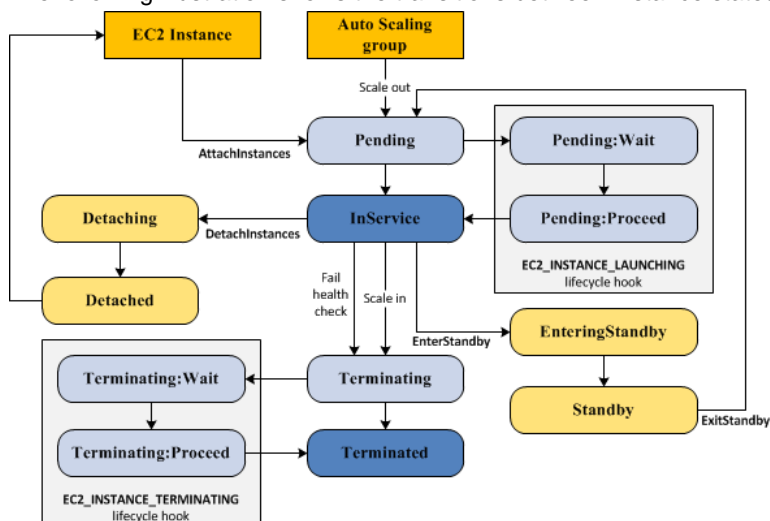 EC2 Instance
Auto Scaling
group
Scale out
AttachInstances
Pending
Pending:Wait
Pending:Proceed
EC2_INSTANCE_LAUNCHING
lifecycle hook
InService
DetachInstances
Detaching
Detached
Fail
health
check
Scale in
EnterStandby
EnteringStandby
Standby
ExitStandby
Terminating
Terminating:Wait
Terminating:Proceed
EC2_INSTANCE_TERMINATING
lifecycle hook
Terminated